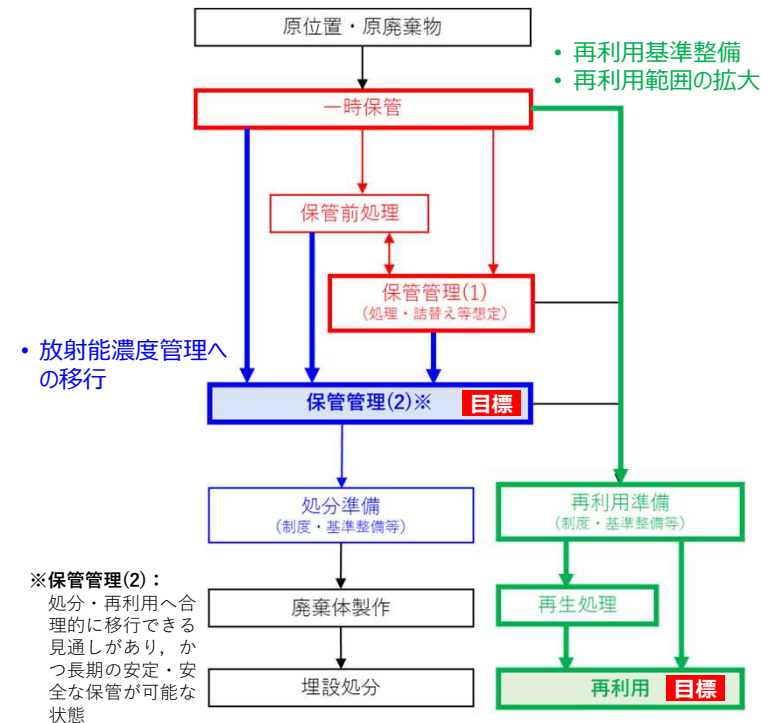 原位置・原廃棄物
• 再利用基準整備
• 再利用範囲の拡大
一時保管
保管前処理
保管管理(1)
(処理・詰替え等想定)
• 放射能濃度管理へ
の移行
保管管理(2)※ 目標
処分準備
(制度・基準整備等)
再利用準備
(制度・基準整備等)
※保管管理(2)：
処分・再利用へ合
理的に移行できる
見通しがあり，か
つ長期の安定・安
全な保管が可能な
状態
廃棄体製作
再生処理
埋設処分
再利用 目標